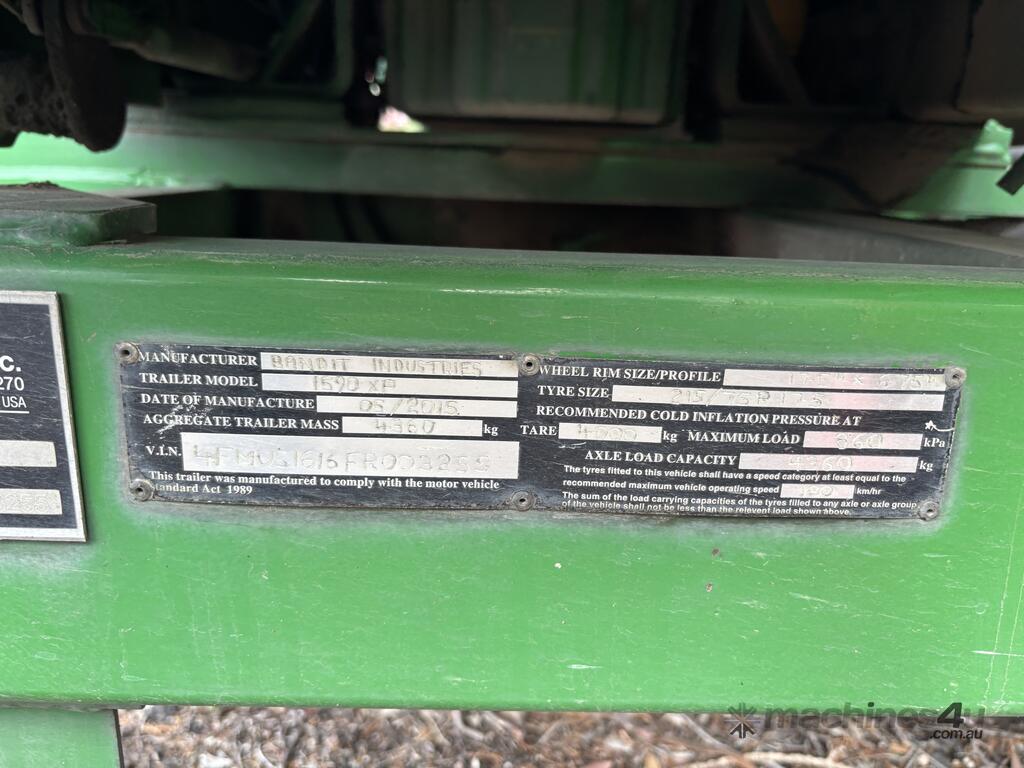 C.
270
USA
MANUFACTURER BANDIT INDUSTRIES
TRAILER MODEL 1590 XP
DATE OF MANUFACTURE 05/2015
AGGREGATE TRAILER MASS 4360 kg
V.I.N. 4FMUS1616FR003255
This trailer was manufactured to comply with the motor vehicle
Standard Act 1989
WHEEL RIM SIZE/PROFILE
TYRE SIZE 215/75R17.5
RECOMMENDED COLD INFLATION PRESSURE AT
TARE 4000 kg MAXIMUM LOAD 860 kPa
AXLE LOAD CAPACITY 4360 kg
The tyres fitted to this vehicle shall have a speed category at least equal to the
recommended maximum vehicle operating speed 100 km/hr
The sum of the load carrying capacities of the tyres fitted to any axle or axle group
of the vehicle shall not be less than the relevent load shown above.
machines4u
.com.au